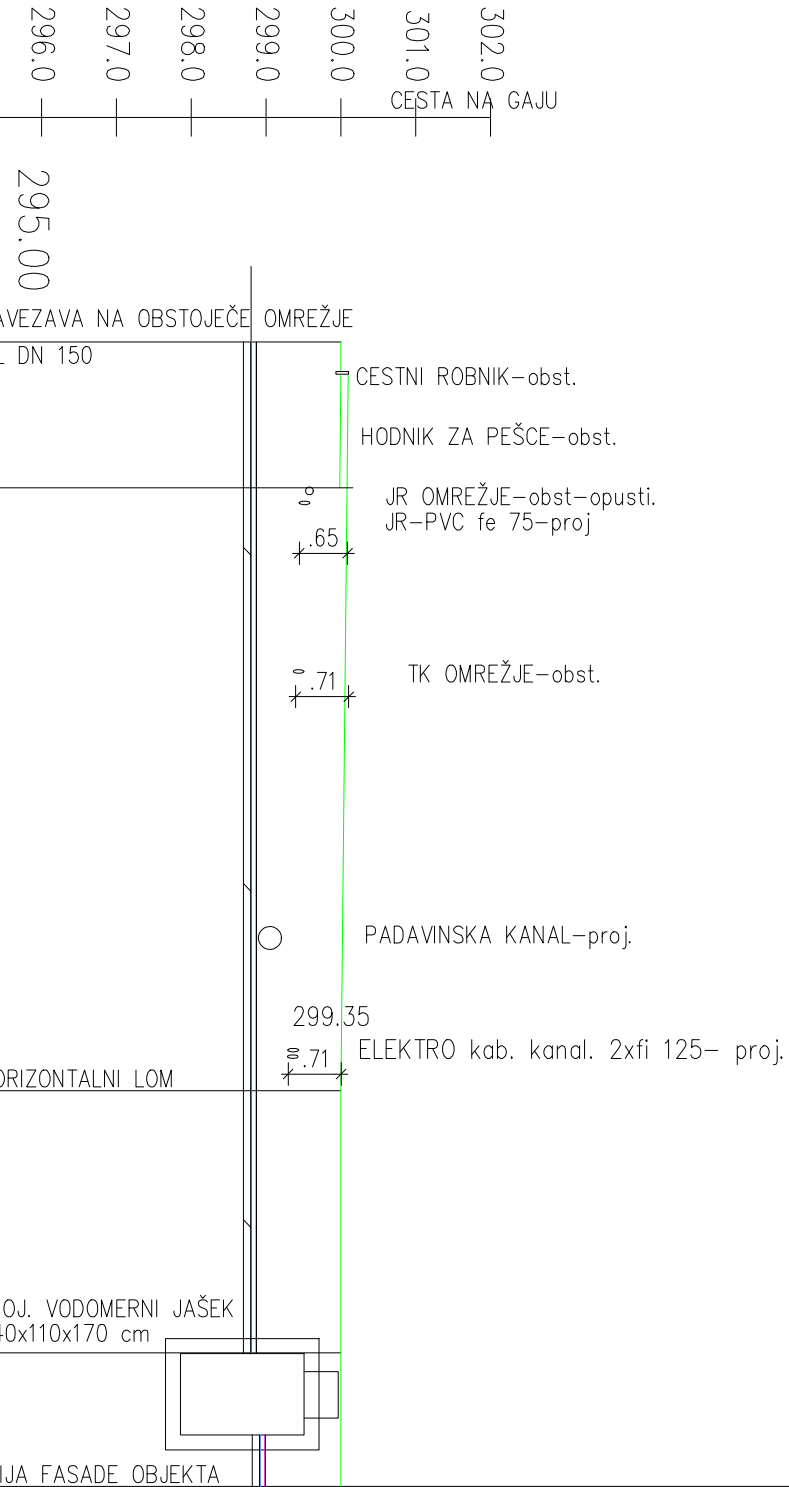 296.0
297.0
298.0
299.0
300.0
301.0
302.0
CESTA NA GAJU
295.00
AVEZAVA NA OBSTOJEČE OMREŽJE
L DN 150
CESTNI ROBNIK-obst.
HODNIK ZA PEŠCE-obst.
JR OMREŽJE-obst-opusti.
JR-PVC fe 75-proj
.65
TK OMREŽJE-obst.
.71
PADAVINSKA KANAL-proj.
299.35
ELEKTRO kab. kanal. 2xfi 125- proj.
.71
ORIZONTALNI LOM
OJ. VODOMERNI JAŠEK
40x110x170 cm
IJA FASADE OBJEKTA